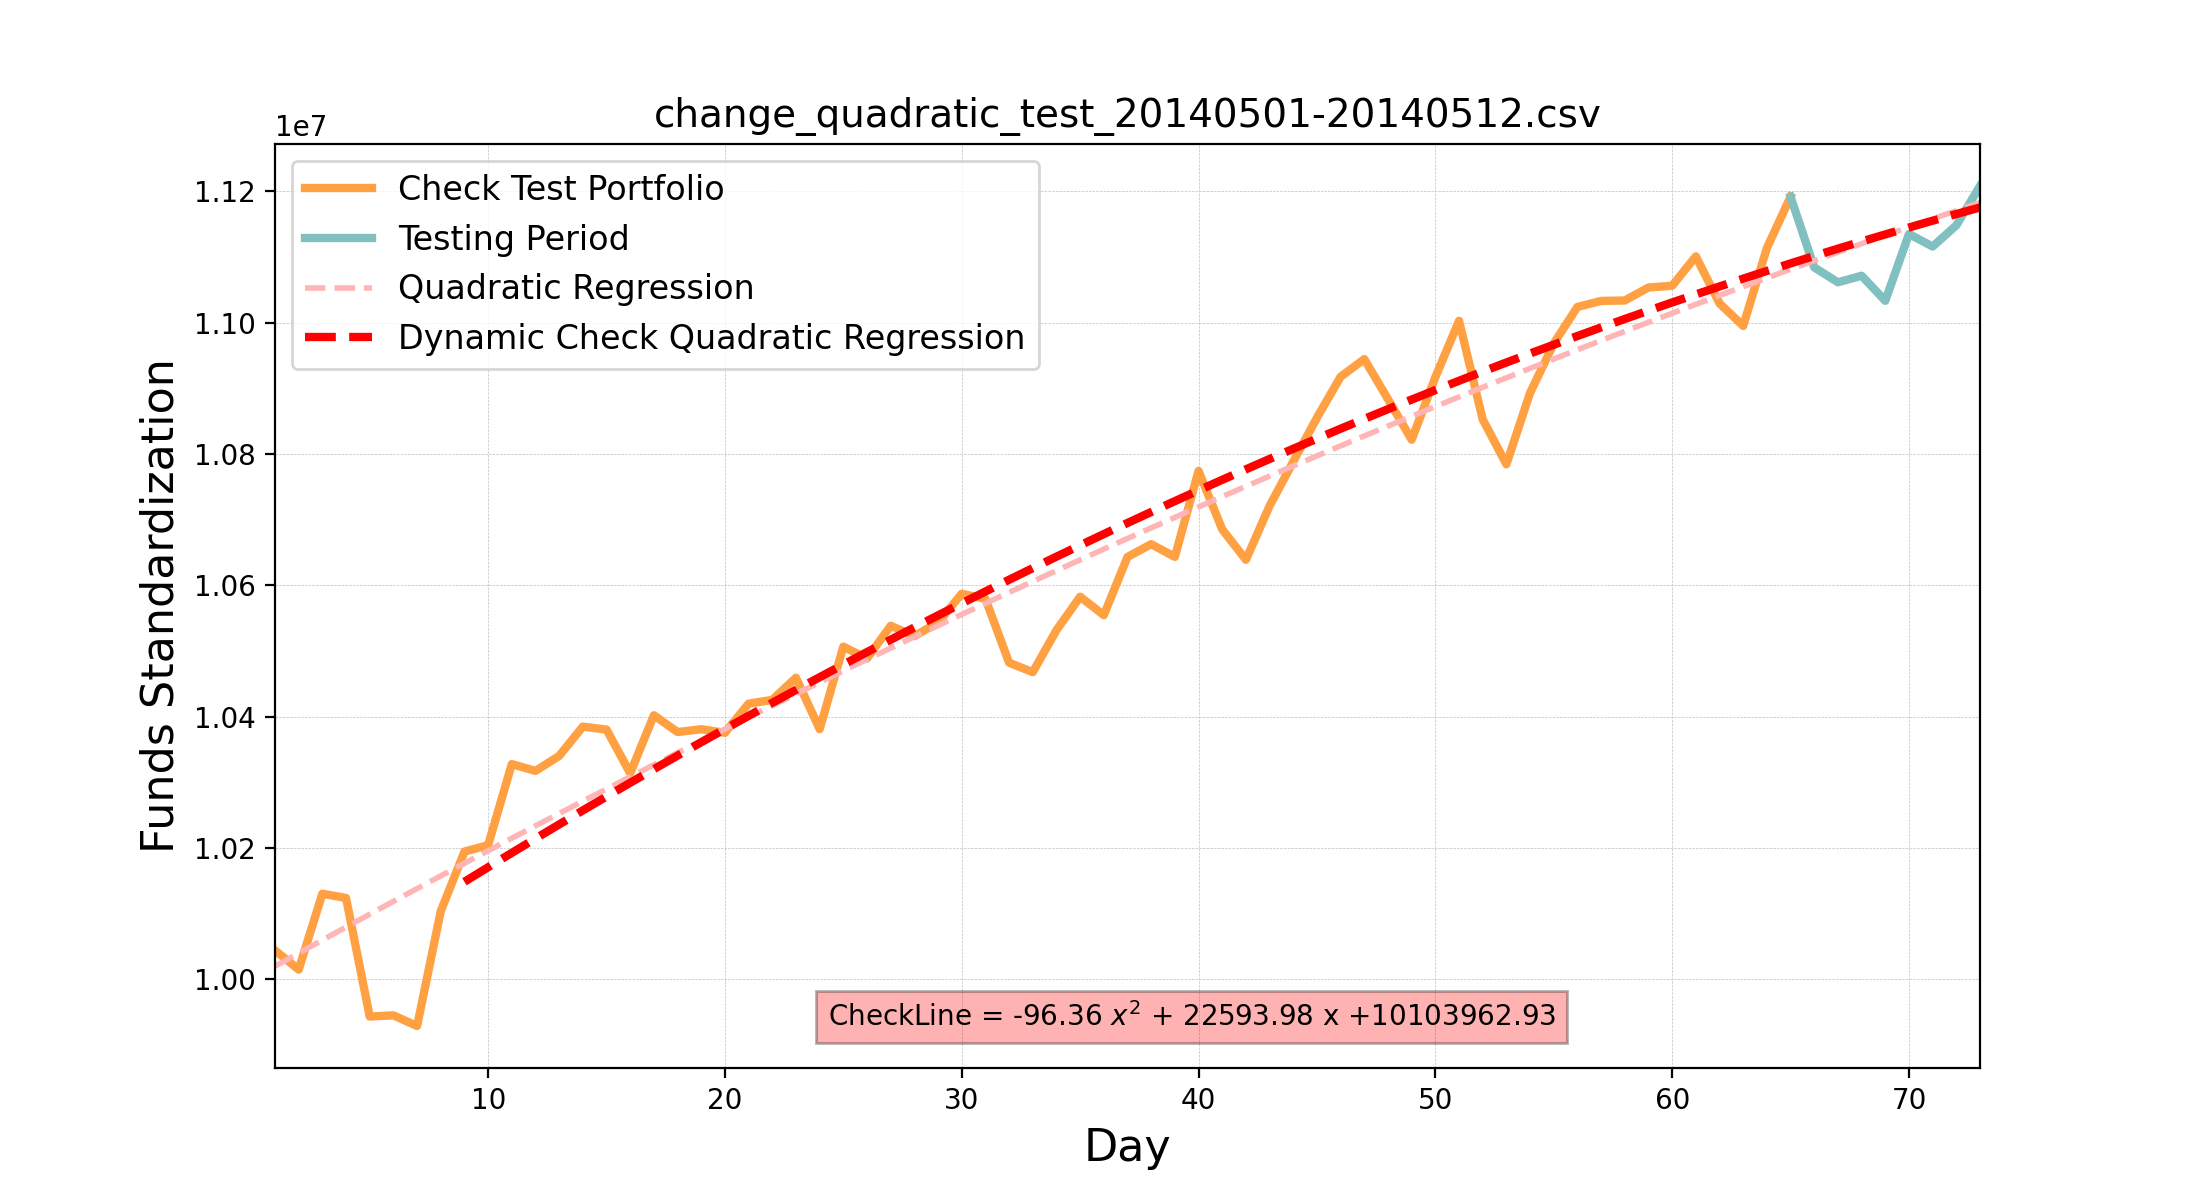 change_quadratic_test_20140501-20140512.csv
1e7
Check Test Portfolio
Testing Period
Quadratic Regression
Dynamic Check Quadratic Regression
1.12
1.10
1.08
1.06
1.04
1.02
1.00
Funds Standardization
CheckLine = -96.36 x² + 22593.98 x +10103962.93
10 20 30 40 50 60 70
Day